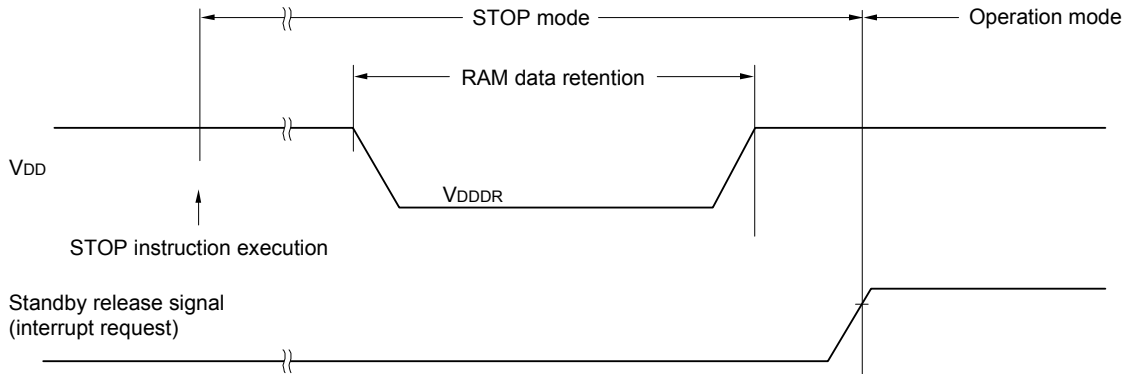 STOP mode
Operation mode
RAM data retention
VDD
VDDDR
STOP instruction execution
Standby release signal
(interrupt request)